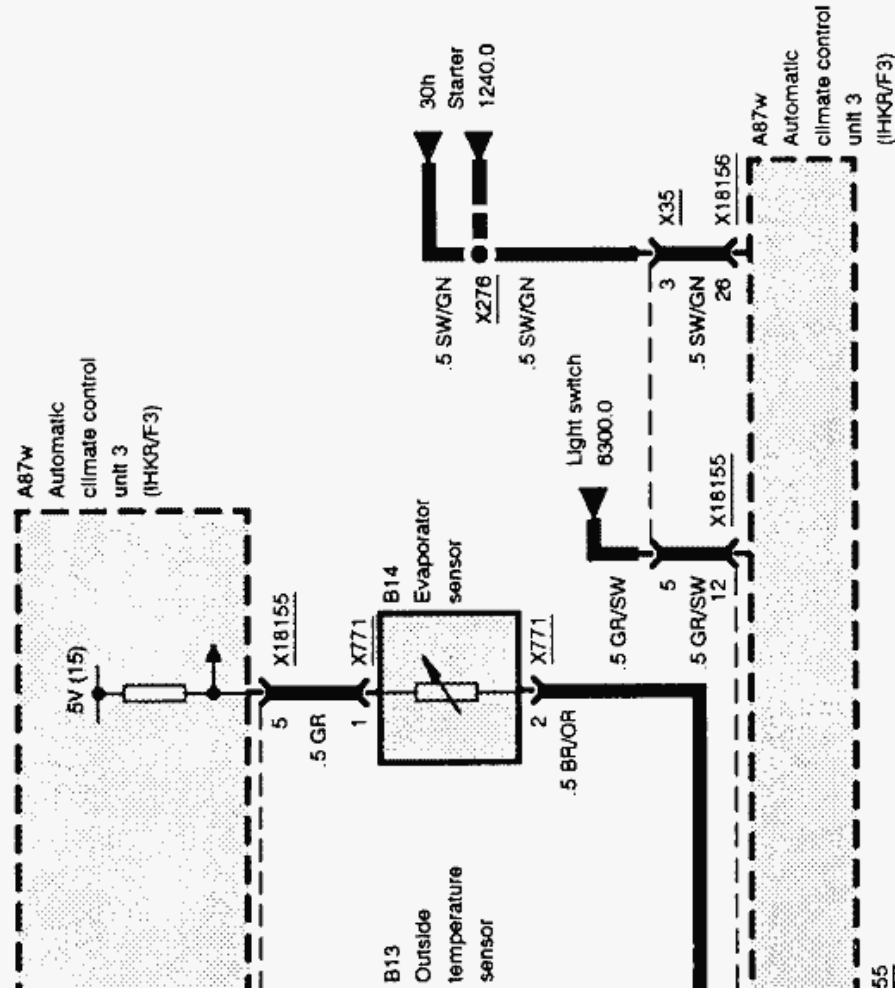 30h
Starter
1240.0
A87w
Automatic
climate control
unit 3
(IHKR/F3)
X35
X18156
.5 SW/GN
X276
.5 SW/GN
3
.5 SW/GN
26
Light switch
6300.0
X18155
.5 GR/SW
5
.5 GR/SW
12
A87w
Automatic
climate control
unit 3
(IHKR/F3)
5V (15)
X18155
5
.5 GR
X771
1
B14
Evaporator
sensor
X771
2
.5 BR/OR
B13
Outside
temperature
sensor
55